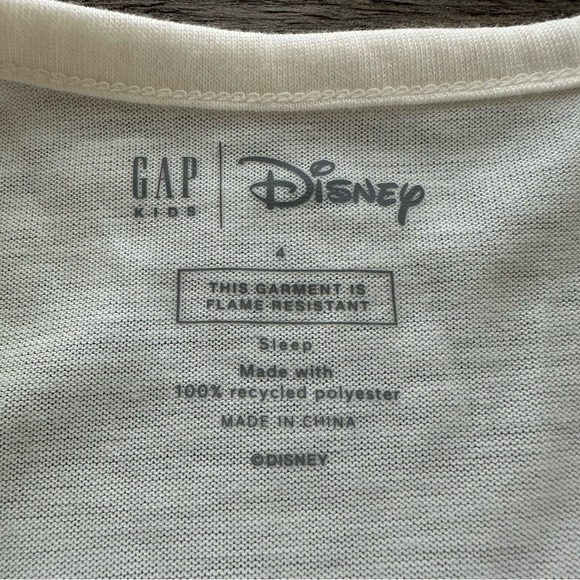 GAP KIDS | Disney
4
THIS GARMENT IS
FLAME RESISTANT
Sleep
Made with
100% recycled polyester
MADE IN CHINA
©DISNEY